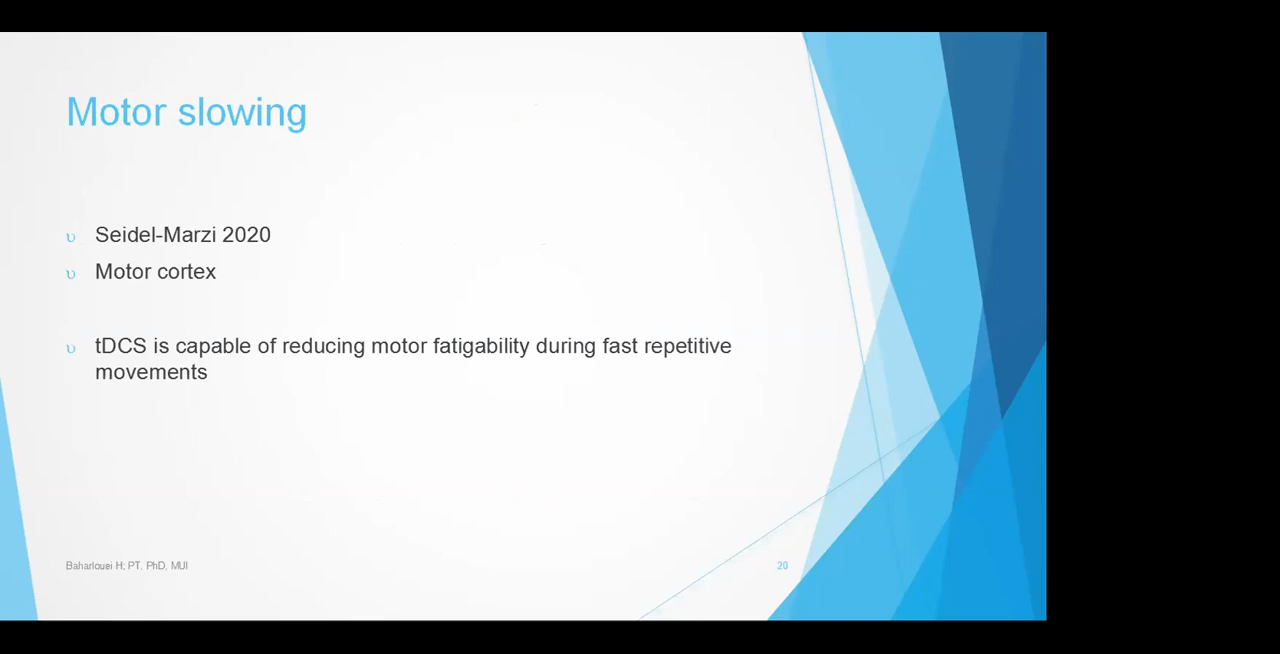 Motor slowing
υ Seidel-Marzi 2020
υ Motor cortex
υ tDCS is capable of reducing motor fatigability during fast repetitive
movements
Baharlouei H; PT. PhD, MUI
20